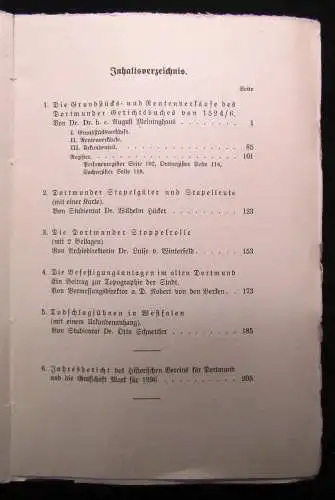 Inhaltsverzeichnis.
Seite
1. Die Grundstücks- und Rentenverkäufe des
Dortmunder Gerichtsbuches von 1524/6.
Von Dr. Dr. h. c. August Meininghaus . . . . . 1
I. Grundstücksverkäufe.
II. Rentenverkäufe.
III. Aktenteil. . . . . . 85
Register. . . . . . 101
Personenregister Seite 102, Ortsregister Seite 114,
Sachregister Seite 118.
2. Dortmunder Stapelgüter und Stapelleute
(mit einer Karte).
Von Studienrat Dr. Wilhelm Hücker . . . . . 123
3. Die Dortmunder
(mit 2 Beilagen)
Von Archivdirektorin Dr. Luise v. Winterfeld . . . . . 153
4. Die Befestigungsanlagen im alten Dortmund
Ein Beitrag zur Topographie der Stadt.
Von Vermessungsdirektor a. D. Robert von den Berken . . . . . 173
5. Todschlagsühnen in Westfalen
(mit einem Urkundenanhang).
Von Studienrat Dr. Otto Schnettler . . . . . 185
6. Jahresbericht des Historischen Vereins für Dortmund
und die Grafschaft Mark für 1936 . . . . . 205